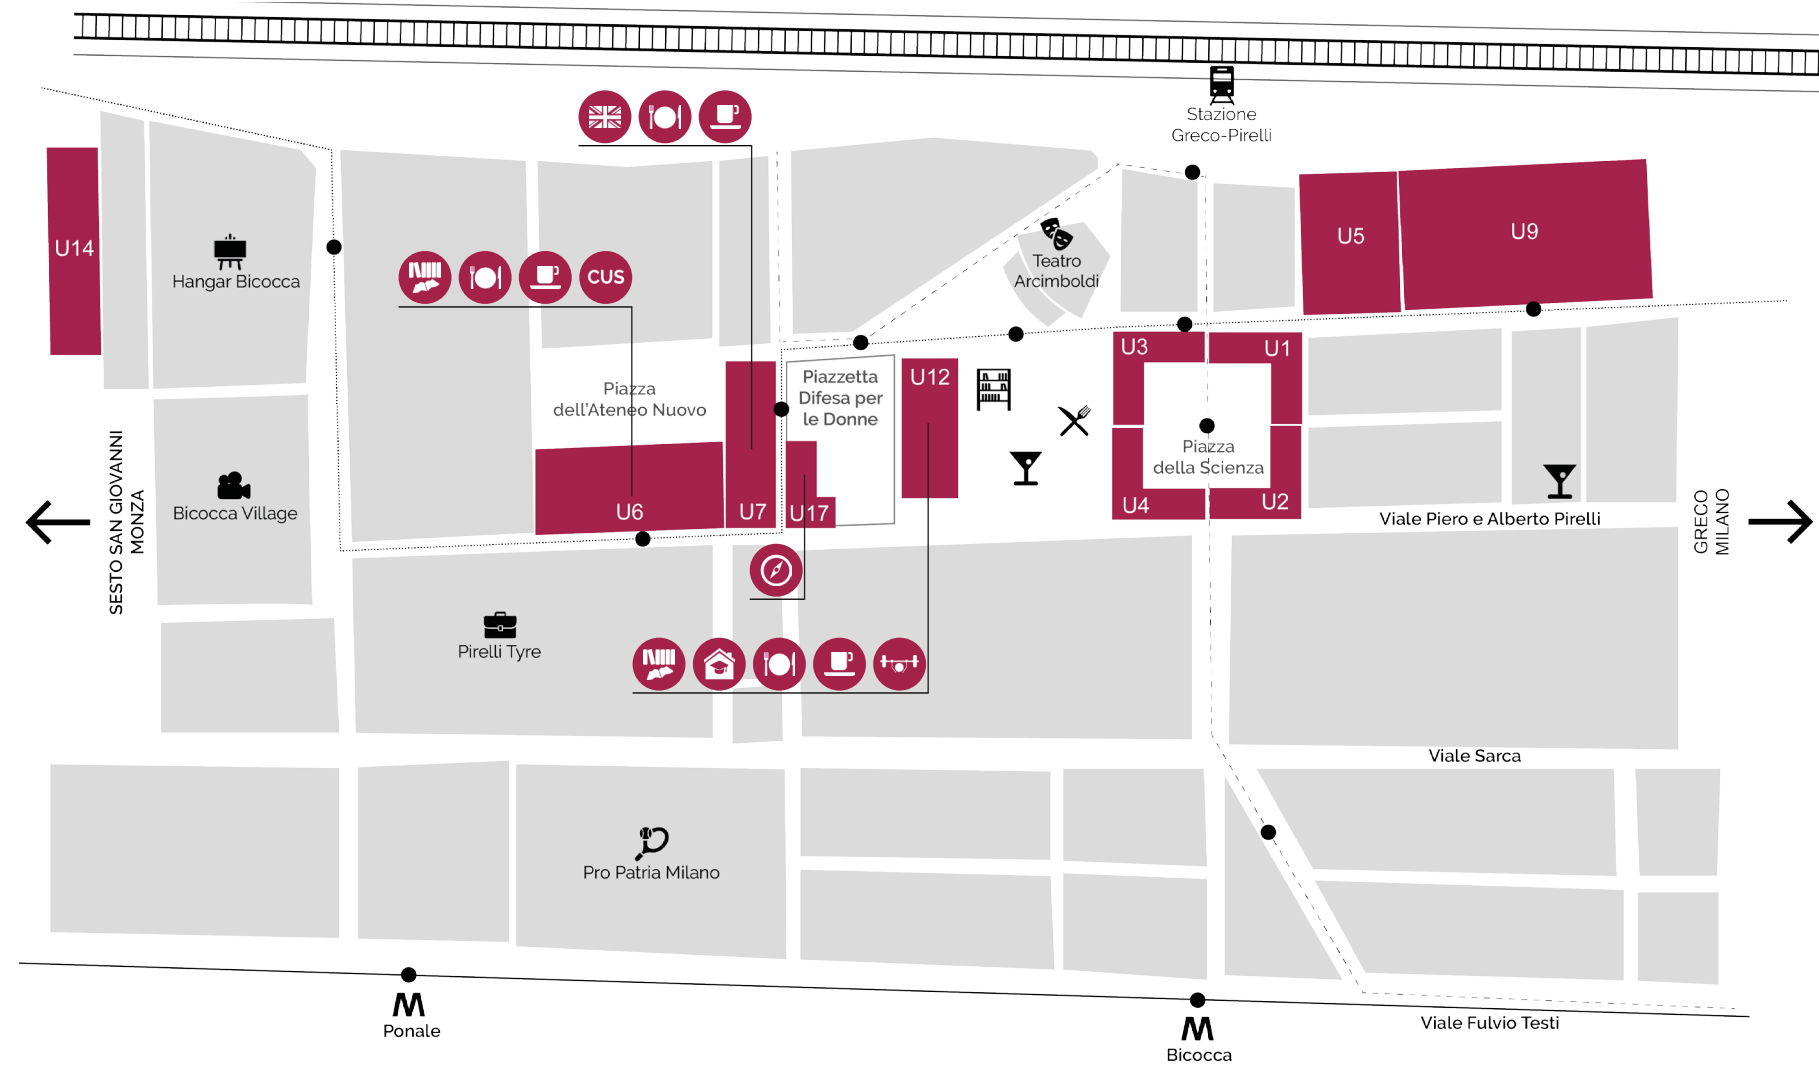 Stazione
Greco-Pirelli
U14
Hangar Bicocca
CUS
Teatro
Arcimboldi
U5
U9
Piazza
dell'Ateneo Nuovo
Piazzetta
Difesa per
le Donne
U12
U3
U1
Piazza
della Scienza
U4
U2
U6
U7
U17
SESTO SAN GIOVANNI
MONZA
Bicocca Village
Viale Piero e Alberto Pirelli
GRECO
MILANO
Pirelli Tyre
Viale Sarca
Pro Patria Milano
M
Ponale
M
Bicocca
Viale Fulvio Testi